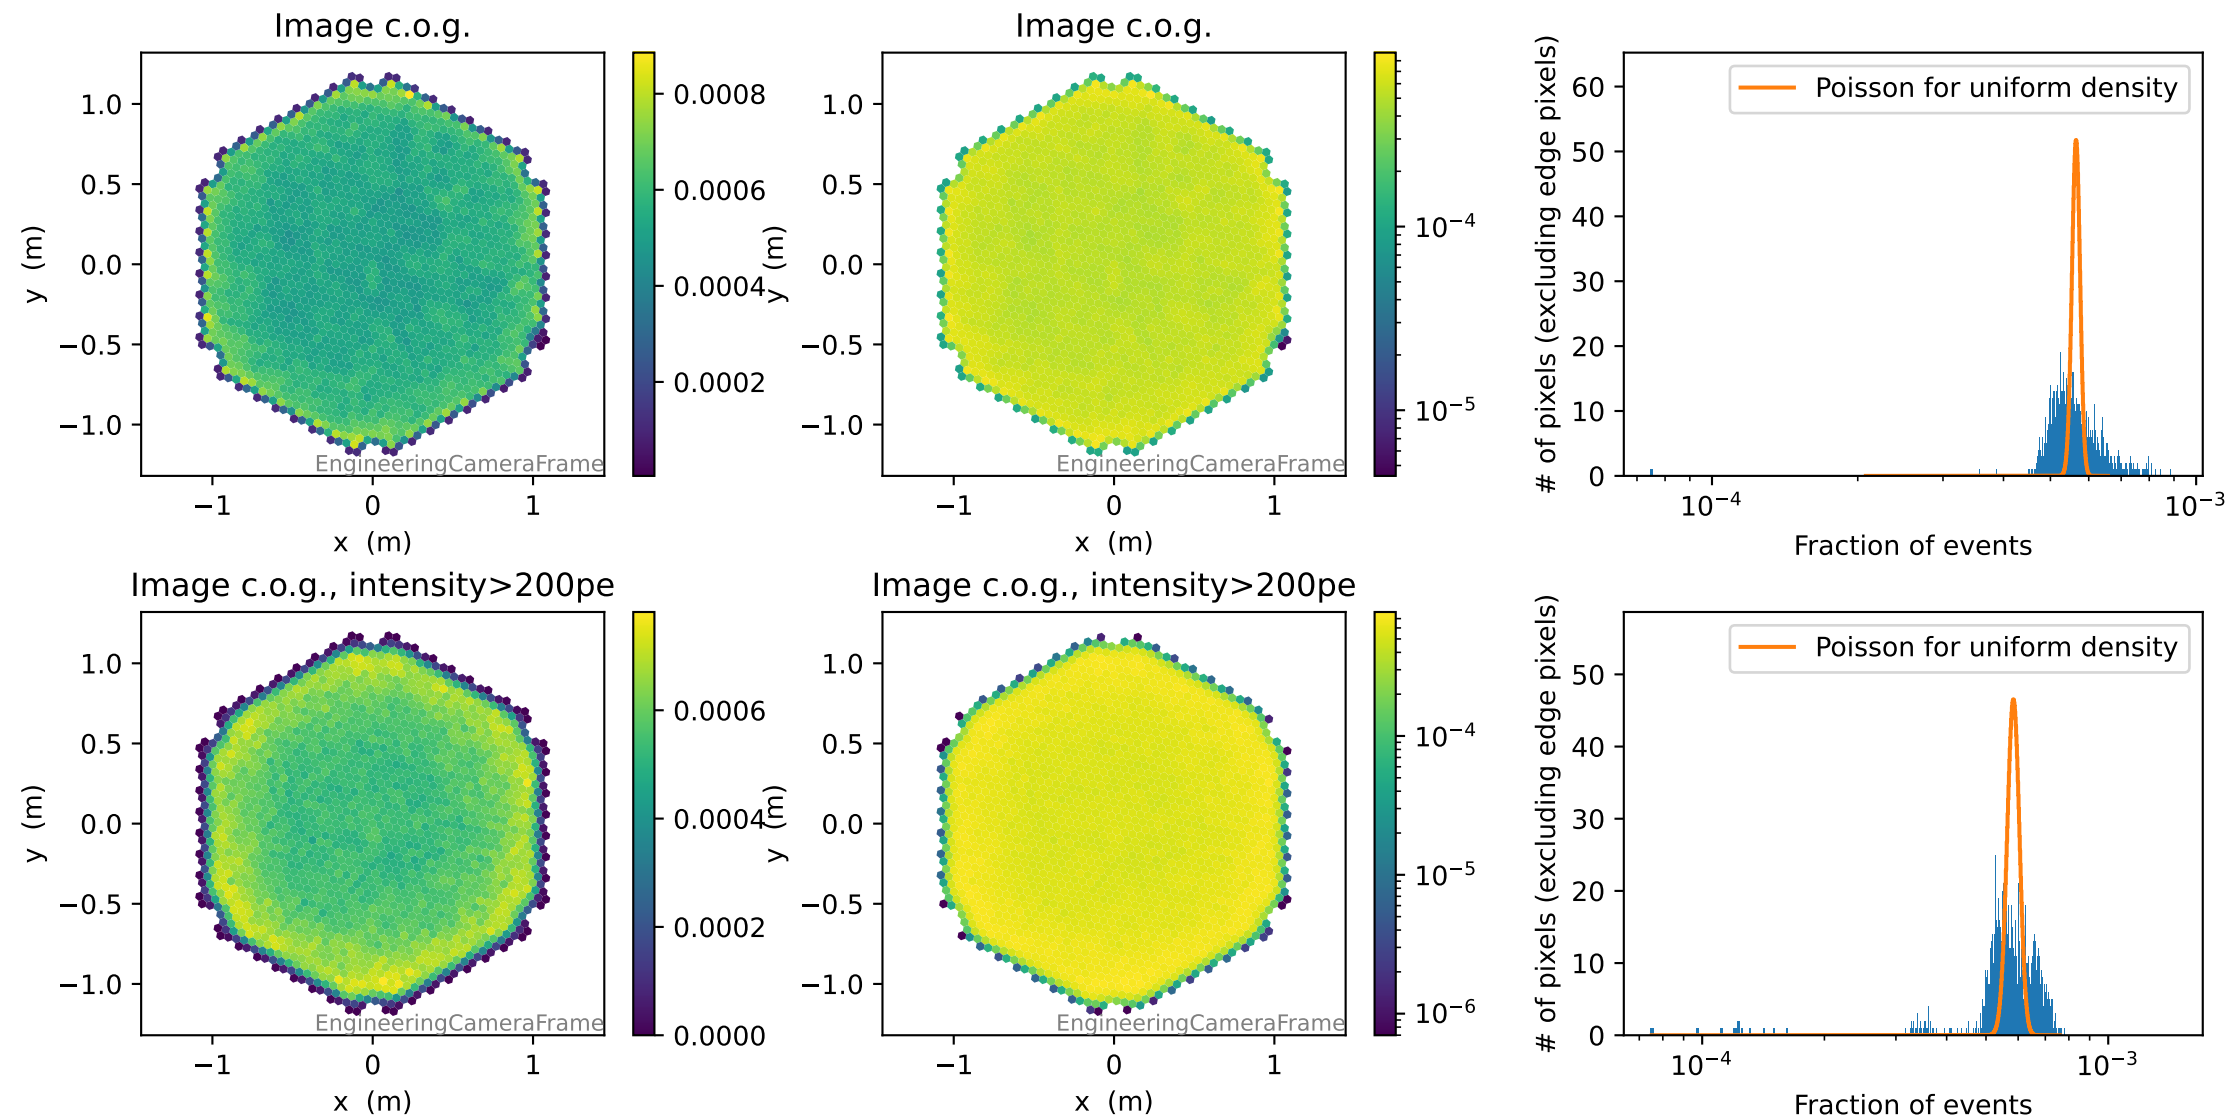 Image c.o.g.
y (m)
1.0
0.5
0.0
−0.5
−1.0
−1 0 1
x (m)
EngineeringCameraFrame
0.0008
0.0006
0.0004
0.0002
Image c.o.g.
y (m)
1.0
0.5
0.0
−0.5
−1.0
−1 0 1
x (m)
EngineeringCameraFrame
10⁻⁴
10⁻⁵
# of pixels (excluding edge pixels)
60
50
40
30
20
10
0
Poisson for uniform density
10⁻⁴ 10⁻³
Fraction of events
Image c.o.g., intensity>200pe
y (m)
1.0
0.5
0.0
−0.5
−1.0
−1 0 1
x (m)
EngineeringCameraFrame
0.0006
0.0004
0.0002
0.0000
Image c.o.g., intensity>200pe
y (m)
1.0
0.5
0.0
−0.5
−1.0
−1 0 1
x (m)
EngineeringCameraFrame
10⁻⁴
10⁻⁵
10⁻⁶
# of pixels (excluding edge pixels)
50
40
30
20
10
0
Poisson for uniform density
10⁻⁴ 10⁻³
Fraction of events